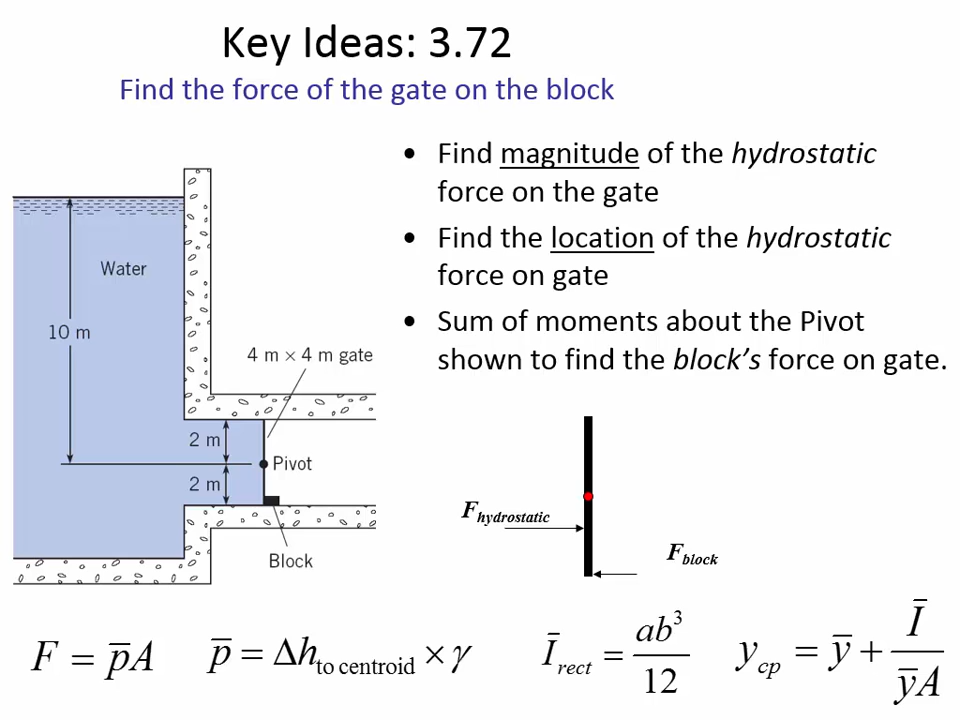 Key Ideas: 3.72
Find the force of the gate on the block
• Find magnitude of the hydrostatic
force on the gate
• Find the location of the hydrostatic
force on gate
• Sum of moments about the Pivot
shown to find the block’s force on gate.
Water
10 m
4 m × 4 m gate
2 m
Pivot
2 m
Block
F_hydrostatic
F_block
F = p̅A
p̅ = Δh_to centroid × γ
I̅_rect = ab³/12
y_cp = y̅ + I̅/y̅A